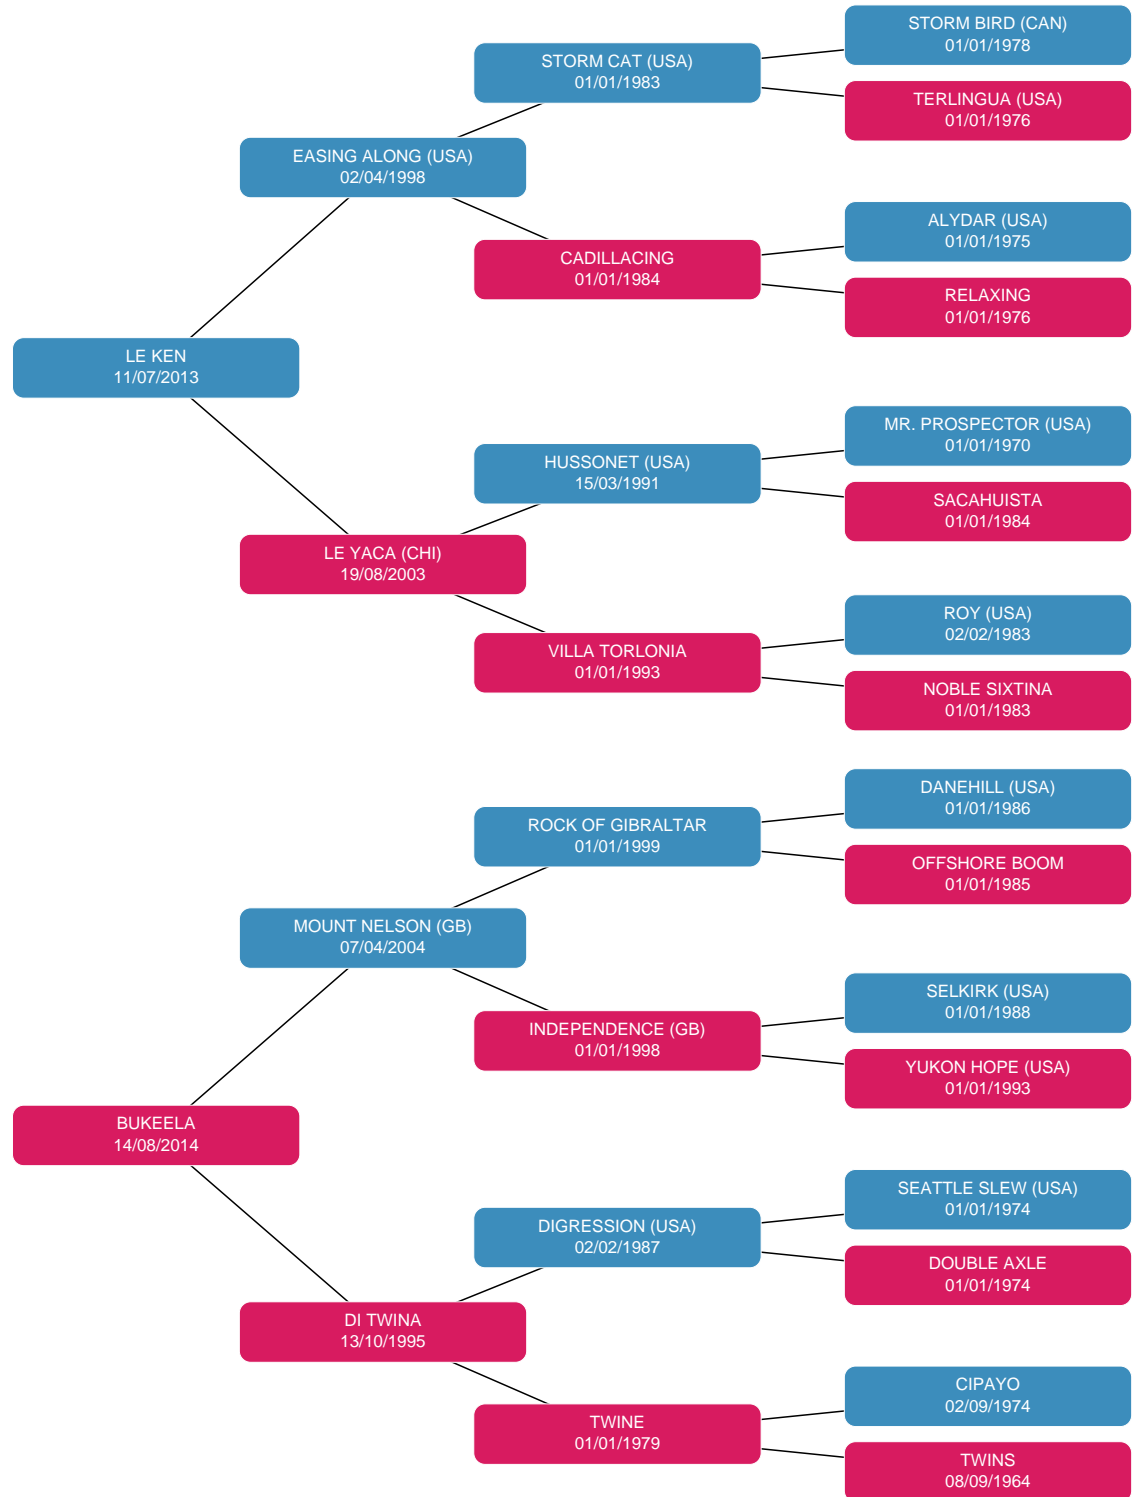 STORM BIRD (CAN)
01/01/1978
STORM CAT (USA)
01/01/1983
TERLINGUA (USA)
01/01/1976
EASING ALONG (USA)
02/04/1998
ALYDAR (USA)
01/01/1975
CADILLACING
01/01/1984
RELAXING
01/01/1976
LE KEN
11/07/2013
MR. PROSPECTOR (USA)
01/01/1970
HUSSONET (USA)
15/03/1991
SACAHUISTA
01/01/1984
LE YACA (CHI)
19/08/2003
ROY (USA)
02/02/1983
VILLA TORLONIA
01/01/1993
NOBLE SIXTINA
01/01/1983
DANEHILL (USA)
01/01/1986
ROCK OF GIBRALTAR
01/01/1999
OFFSHORE BOOM
01/01/1985
MOUNT NELSON (GB)
07/04/2004
SELKIRK (USA)
01/01/1988
INDEPENDENCE (GB)
01/01/1998
YUKON HOPE (USA)
01/01/1993
BUKEELA
14/08/2014
SEATTLE SLEW (USA)
01/01/1974
DIGRESSION (USA)
02/02/1987
DOUBLE AXLE
01/01/1974
DI TWINA
13/10/1995
CIPAYO
02/09/1974
TWINE
01/01/1979
TWINS
08/09/1964